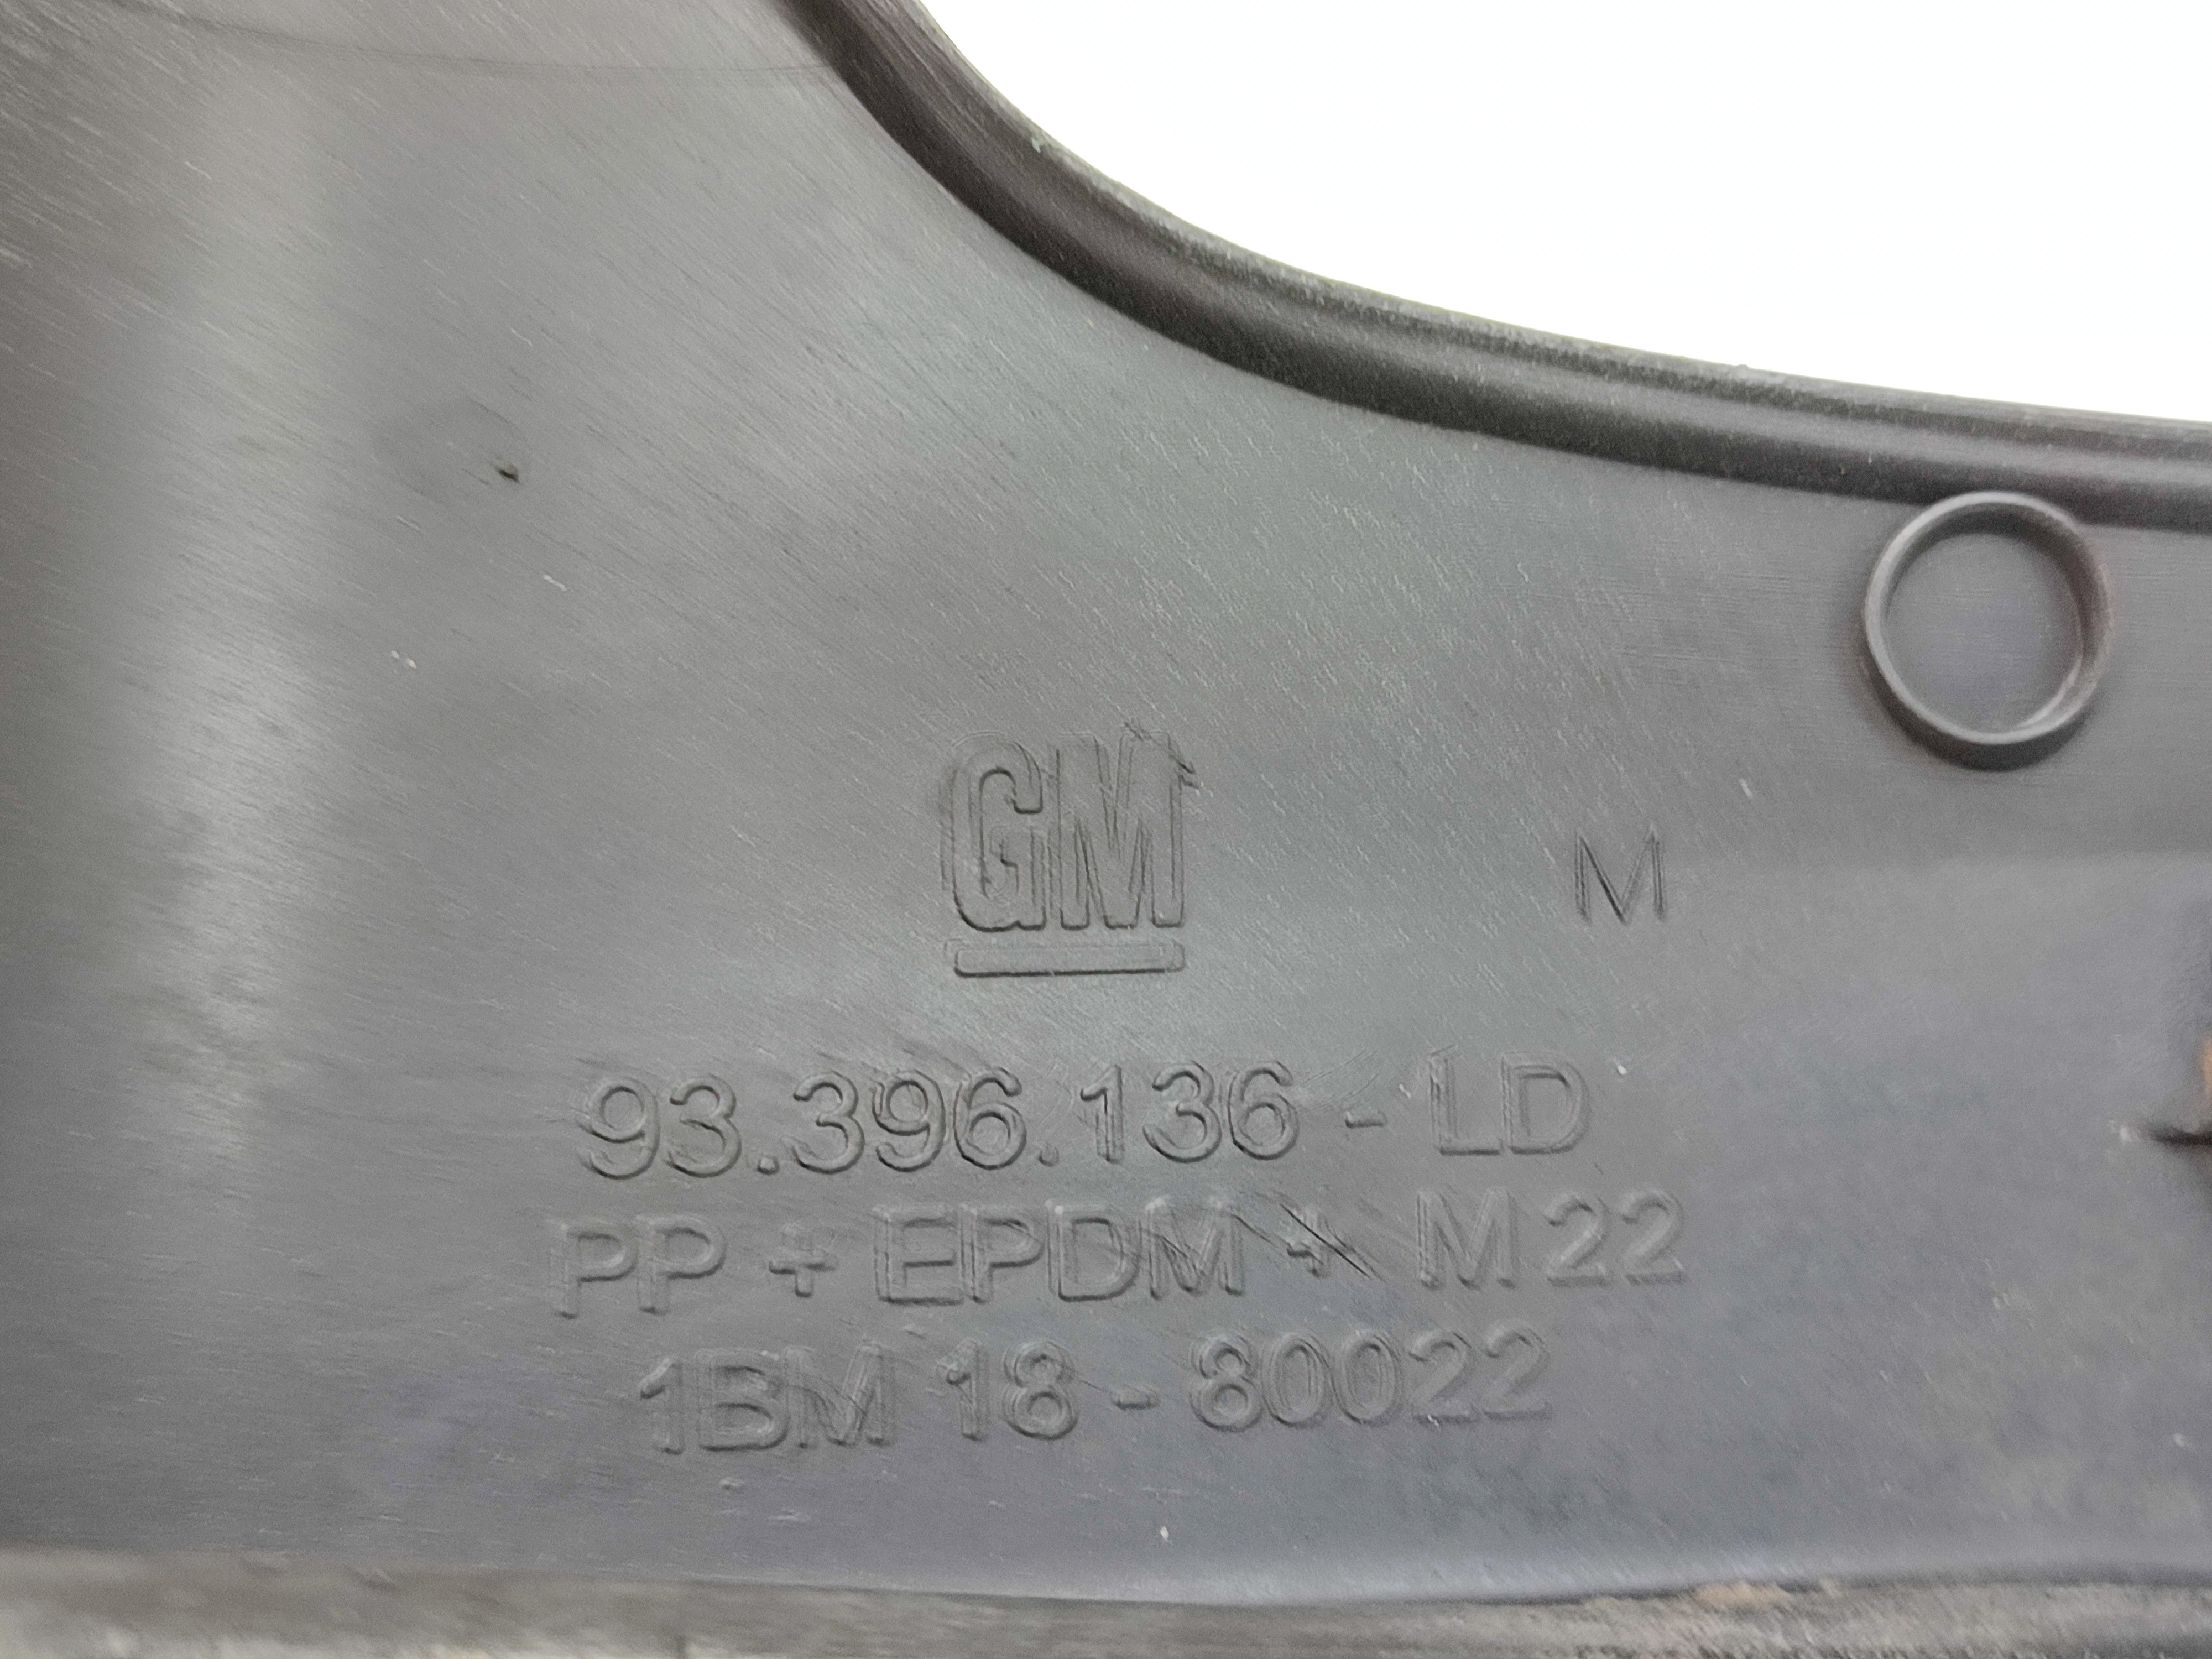 GM
M
93.396.136 - LD
PP + EPDM + M22
1BM 18 - 80022